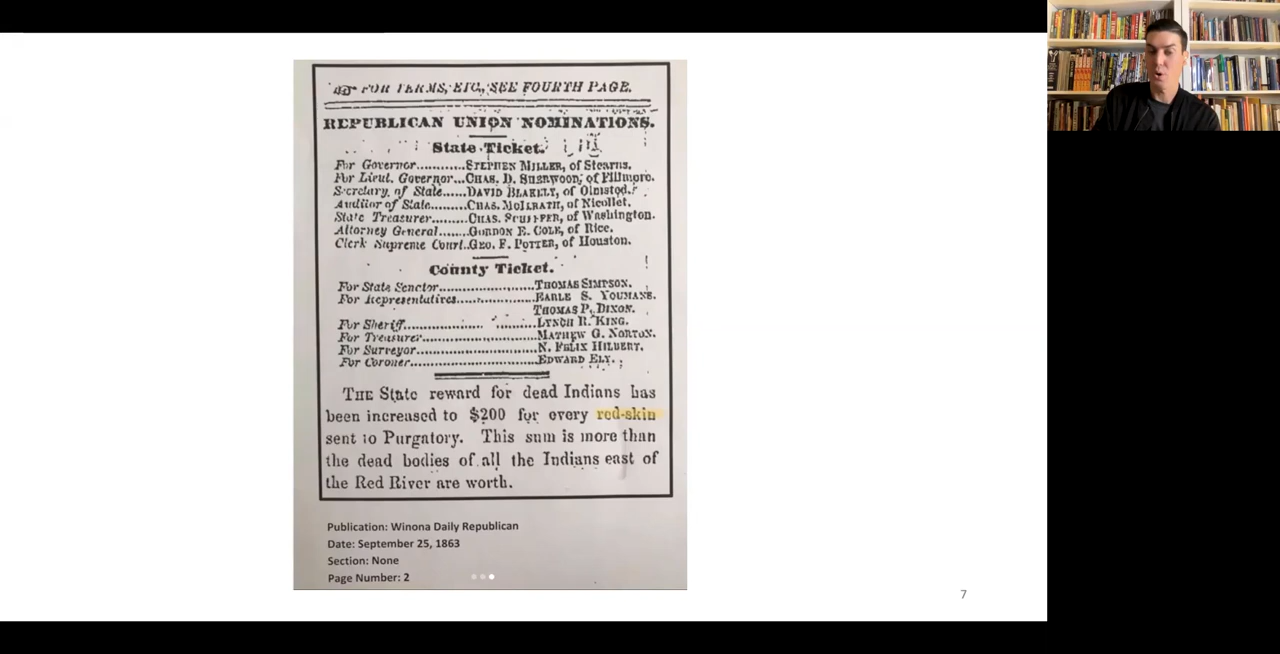 FOR TERMS, ETC., SEE FOURTH PAGE.
REPUBLICAN UNION NOMINATIONS.
State Ticket.
For Governor............STEPHEN MILLER, of Stearns.
For Lieut. Governor...CHAS. D. SHERWOOD, of Fillmore.
Secretary of State......DAVID BLAKELY, of Olmsted.
Auditor of State.........CHAS. MCILRATH, of Nicollet.
State Treasurer.........CHAS. SCHEFFER, of Washington.
Attorney General........GORDON E. COLE, of Rice.
Clerk Supreme Court..GEO. F. POTTER, of Houston.
County Ticket.
For State Senator.......................THOMAS SIMPSON.
For Representatives...................EARLE S. YOUMANS.
THOMAS P. DIXON.
For Sheriff..............................LYNCH R. KING.
For Treasurer..........................MATHEW G. NORTON.
For Surveyor............................N. FELIX HILBERT.
For Coroner..............................EDWARD ELY.
THE State reward for dead Indians has
been increased to $200 for every red-skin
sent to Purgatory. This sum is more than
the dead bodies of all the Indians east of
the Red River are worth.
Publication: Winona Daily Republican
Date: September 25, 1863
Section: None
Page Number: 2
7